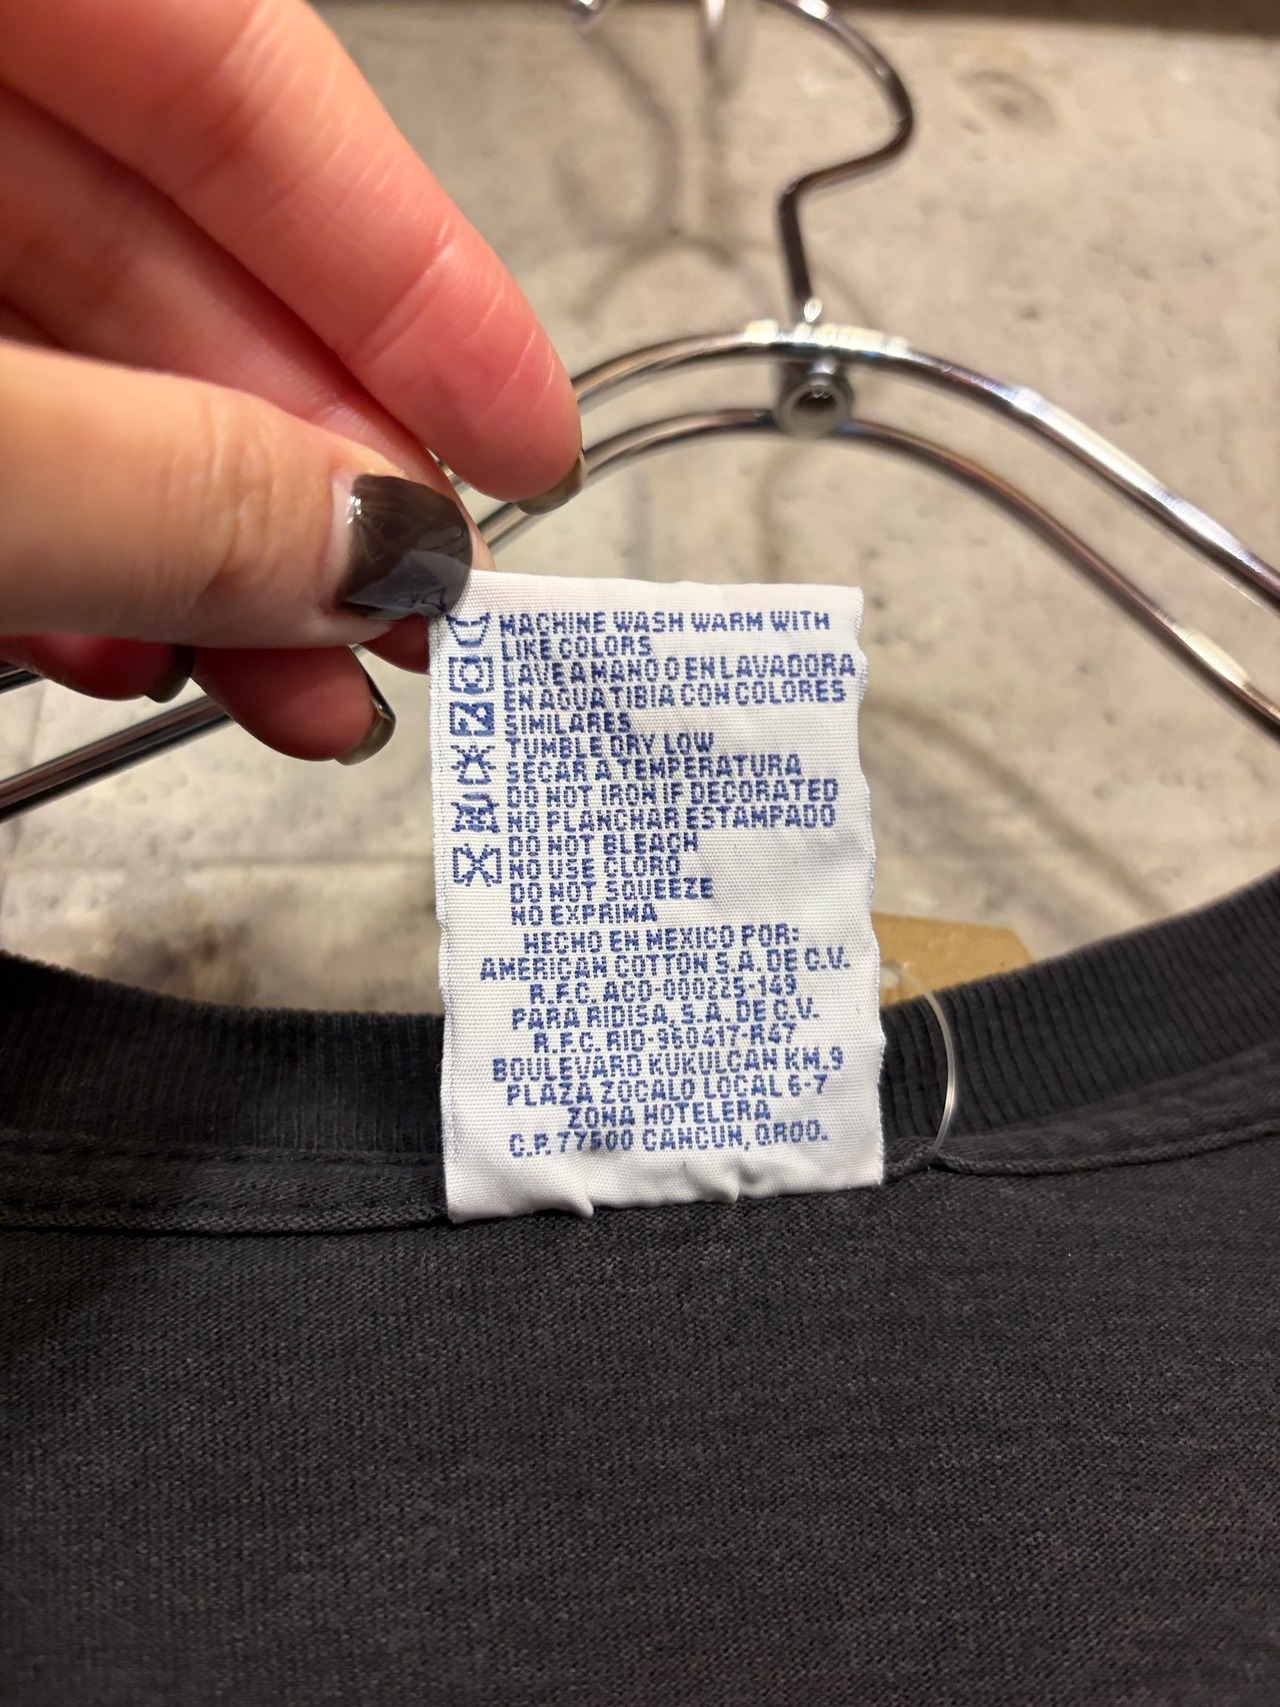 MACHINE WASH WARM WITH
LIKE COLORS
LAVE A MANO O EN LAVADORA
EN AGUA TIBIA CON COLORES
SIMILARES
TUMBLE DRY LOW
SECAR A TEMPERATURA
DO NOT IRON IF DECORATED
NO PLANCHAR ESTAMPADO
DO NOT BLEACH
NO USE CLORO
DO NOT SQUEEZE
NO EXPRIMA
HECHO EN MEXICO POR:
AMERICAN COTTON S.A. DE C.V.
R.F.C. ACO-000225-149
PARA RIDISA, S.A. DE C.V.
R.F.C. RID-960417-R47
BOULEVARD KUKULCAN KM.9
PLAZA ZOCALO LOCAL 6-7
ZONA HOTELERA
C.P. 77500 CANCUN, QROO.